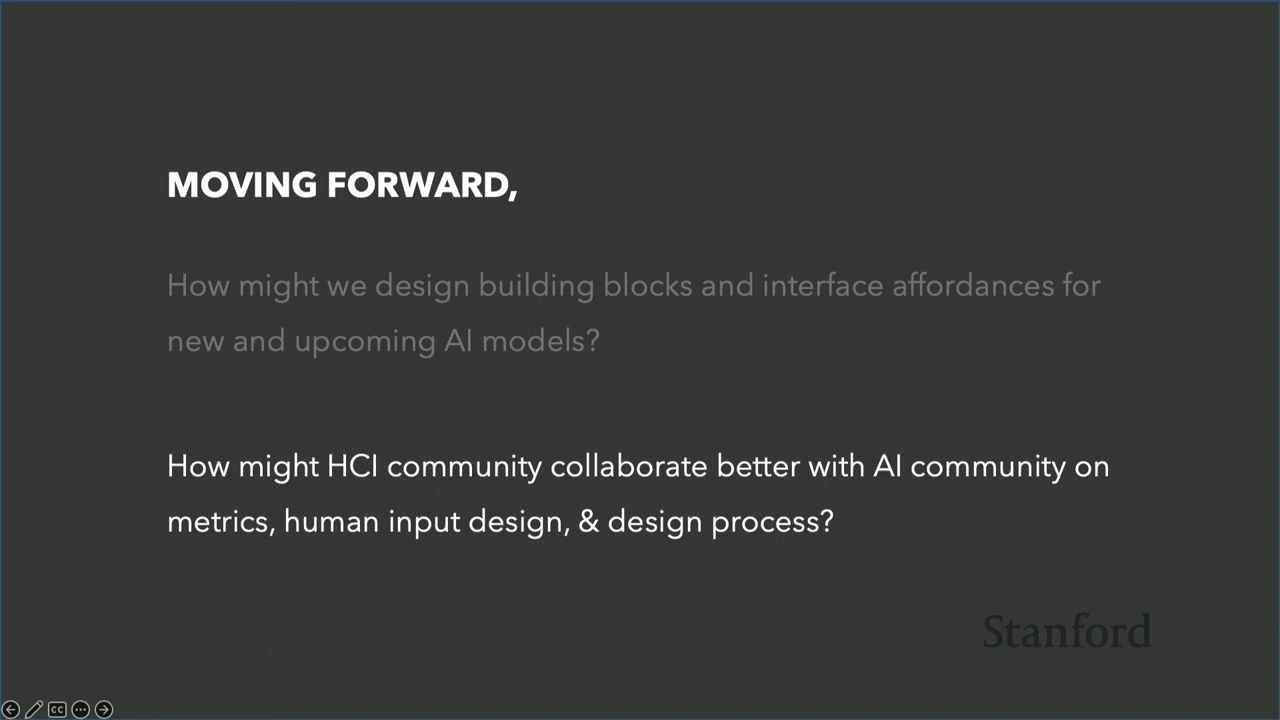 MOVING FORWARD,
How might we design building blocks and interface affordances for
new and upcoming AI models?
How might HCI community collaborate better with AI community on
metrics, human input design, & design process?
Stanford
CC